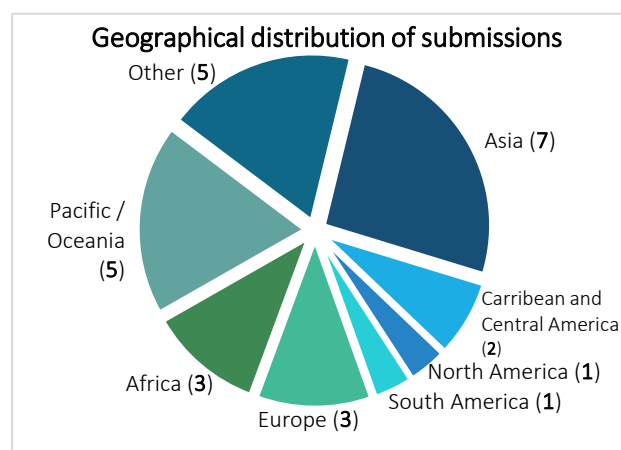 Geographical distribution of submissions
Other (5)
Asia (7)
Pacific /
Oceania
(5)
Carribean and
Central America
(2)
North America (1)
South America (1)
Africa (3)
Europe (3)